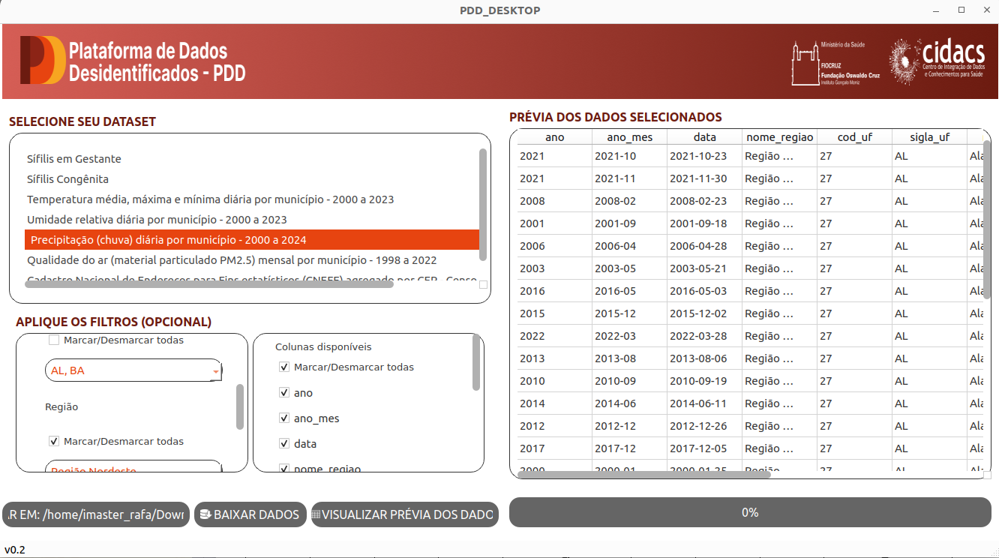 PDD_DESKTOP
Plataforma de Dados
Desidentificados - PDD
Ministério da Saúde
FIOCRUZ
Fundação Oswaldo Cruz
Instituto Gonçalo Moniz
cidacs
Centro de Integração de Dados
e Conhecimentos para Saúde
SELECIONE SEU DATASET
Sífilis em Gestante
Sífilis Congênita
Temperatura média, máxima e mínima diária por município - 2000 a 2023
Umidade relativa diária por município - 2000 a 2023
Precipitação (chuva) diária por município - 2000 a 2024
Qualidade do ar (material particulado PM2.5) mensal por município - 1998 a 2022
Cadastro Nacional de Endereços para Fins estatísticos (CNEFE) agregado por CEP - Censo
APLIQUE OS FILTROS (OPCIONAL)
Marcar/Desmarcar todas
AL, BA
Região
Marcar/Desmarcar todas
Região Nordeste
Colunas disponíveis
Marcar/Desmarcar todas
ano
ano_mes
data
nome_regiao
PRÉVIA DOS DADOS SELECIONADOS
ano ano_mes data nome_regiao cod_uf sigla_uf
2021 2021-10 2021-10-23 Região ... 27 AL Ala
2021 2021-11 2021-11-30 Região ... 27 AL Ala
2008 2008-02 2008-02-23 Região ... 27 AL Ala
2001 2001-09 2001-09-18 Região ... 27 AL Ala
2006 2006-04 2006-04-28 Região ... 27 AL Ala
2003 2003-05 2003-05-21 Região ... 27 AL Ala
2016 2016-05 2016-05-03 Região ... 27 AL Ala
2015 2015-12 2015-12-02 Região ... 27 AL Ala
2022 2022-03 2022-03-28 Região ... 27 AL Ala
2013 2013-08 2013-08-06 Região ... 27 AL Ala
2010 2010-09 2010-09-19 Região ... 27 AL Ala
2014 2014-06 2014-06-11 Região ... 27 AL Ala
2012 2012-12 2012-12-26 Região ... 27 AL Ala
2017 2017-12 2017-12-05 Região ... 27 AL Ala
2000 2000-01 2000-01-25 Região ... 27 AL Ala
R EM: /home/imaster_rafa/Dow
BAIXAR DADOS
VISUALIZAR PRÉVIA DOS DADO
0%
v0.2